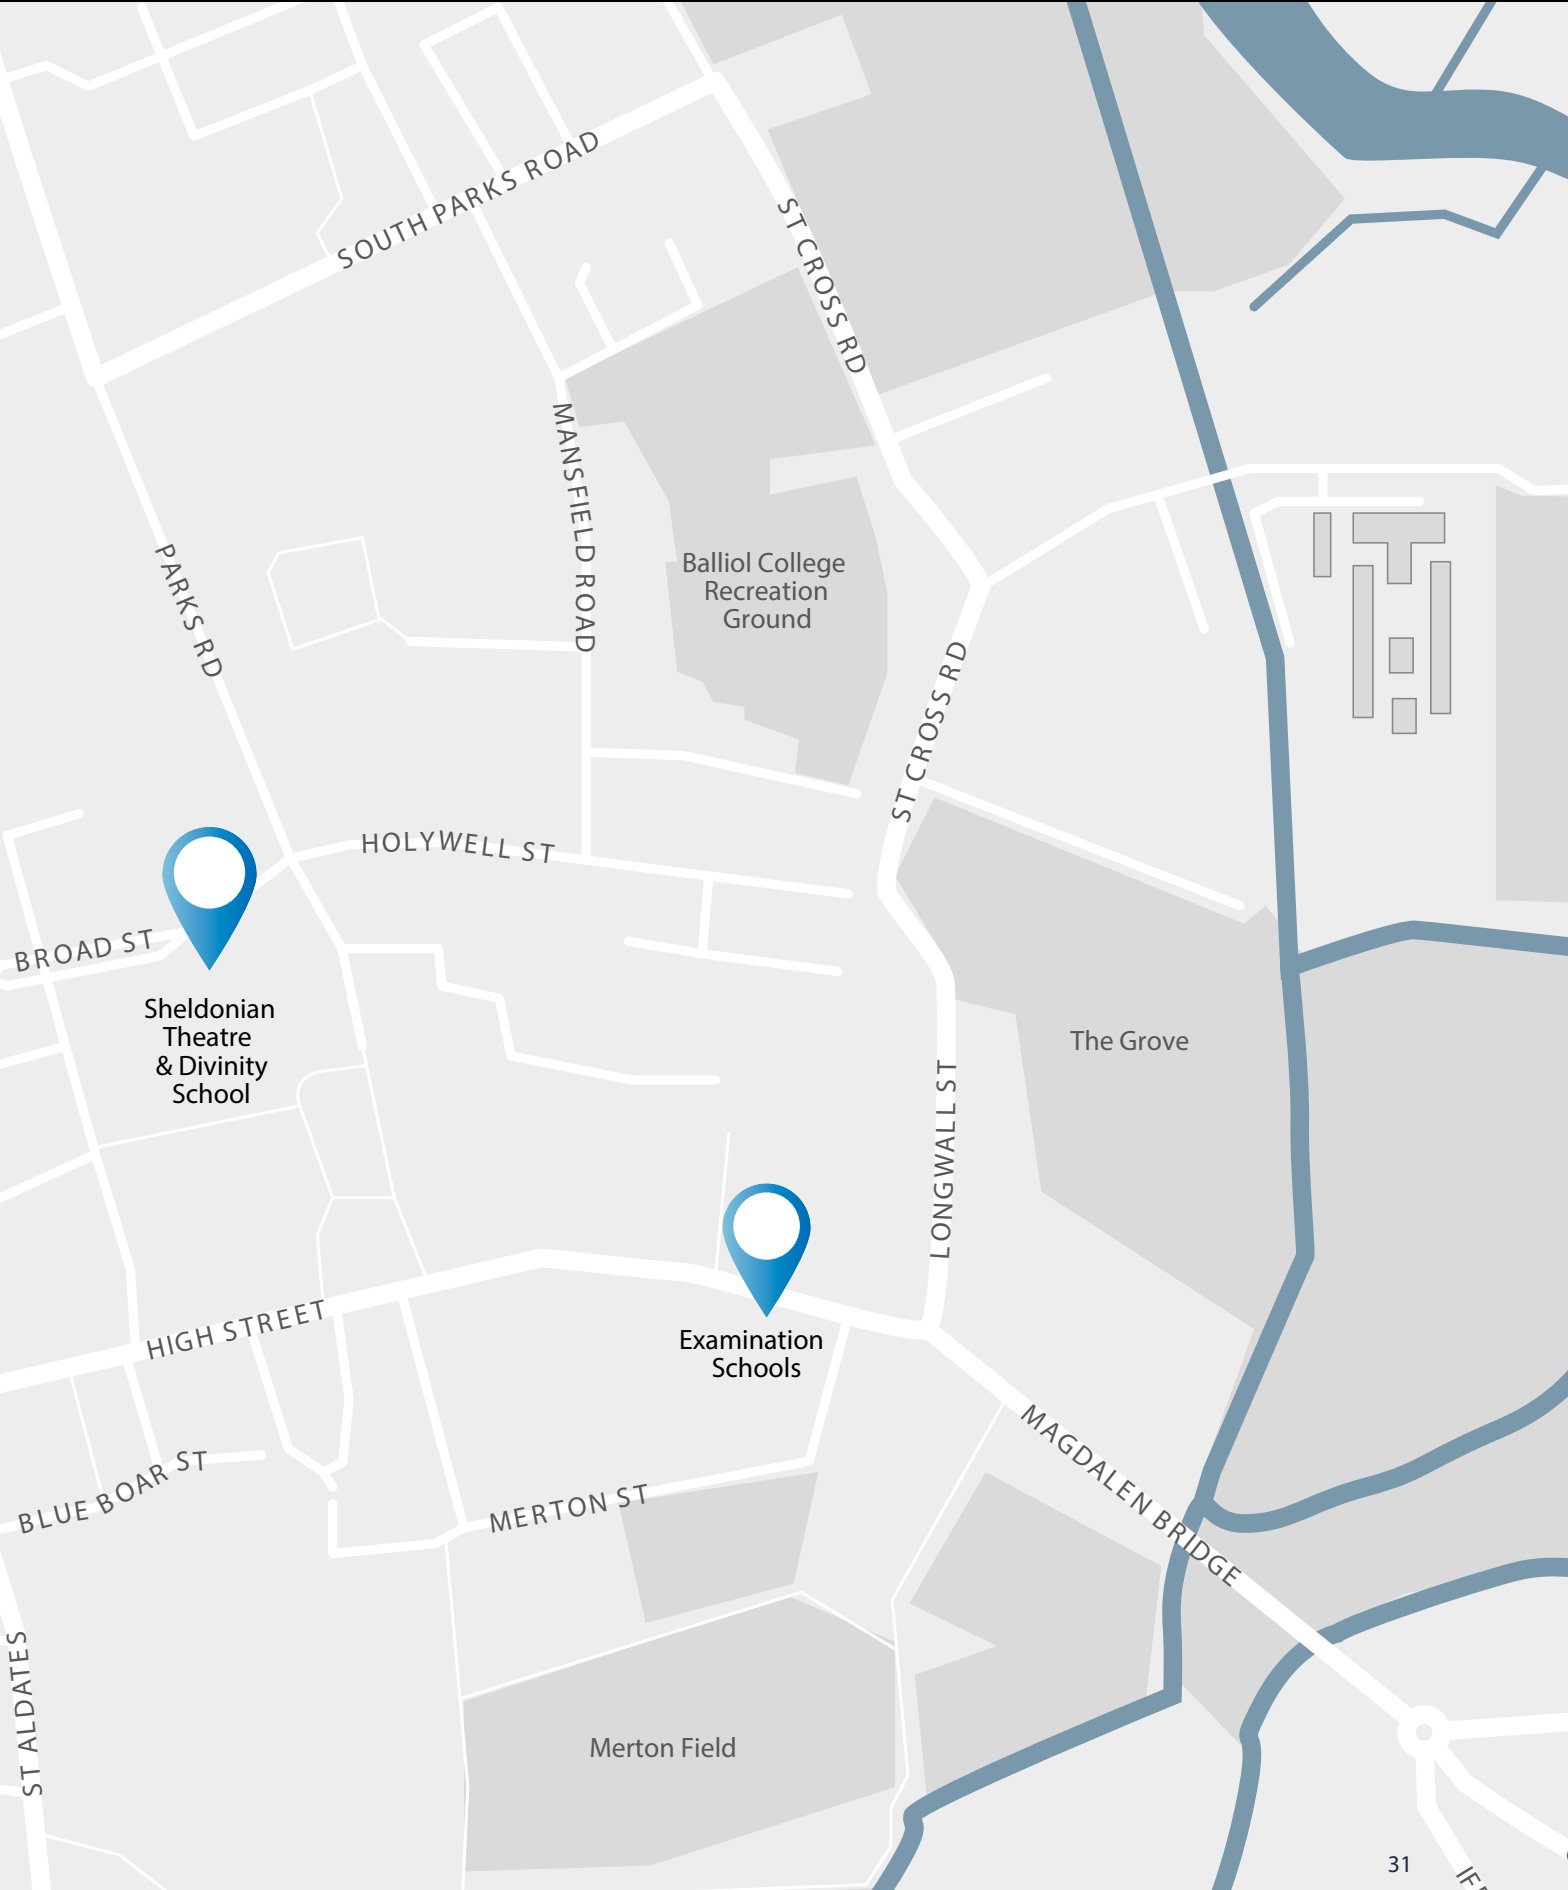 SOUTH PARKS ROAD
ST CROSS RD
MANSFIELD ROAD
PARKS RD
Balliol College
Recreation
Ground
ST CROSS RD
HOLYWELL ST
BROAD ST
Sheldonian
Theatre
& Divinity
School
The Grove
LONGWALL ST
HIGH STREET
Examination
Schools
MAGDALEN BRIDGE
BLUE BOAR ST
MERTON ST
ST ALDATES
Merton Field
31